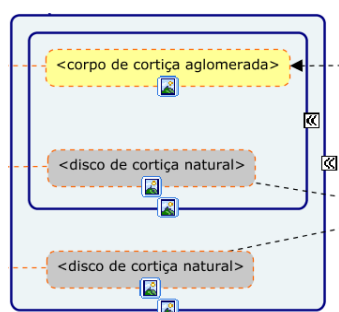 <corpo de cortiça aglomerada>
<disco de cortiça natural>
<disco de cortiça natural>